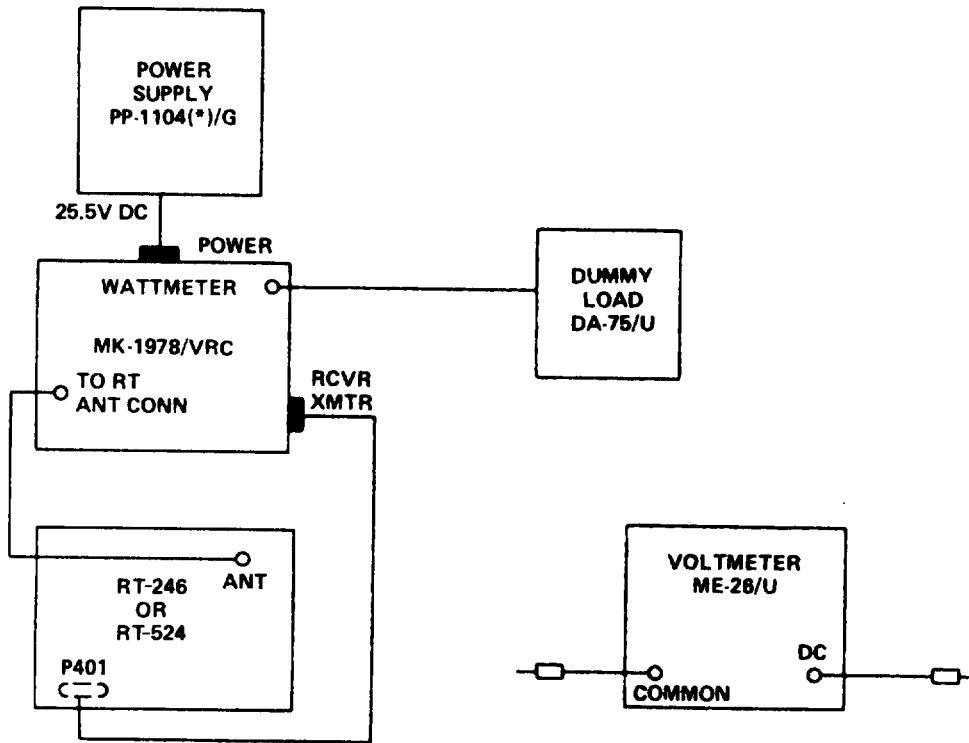 POWER
SUPPLY
PP-1104(*)/G
25.5V DC
POWER
WATTMETER
MK-1978/VRC
TO RT
ANT CONN
RCVR
XMTR
DUMMY
LOAD
DA-75/U
ANT
RT-246
OR
RT-524
P401
VOLTMETER
ME-26/U
DC
COMMON